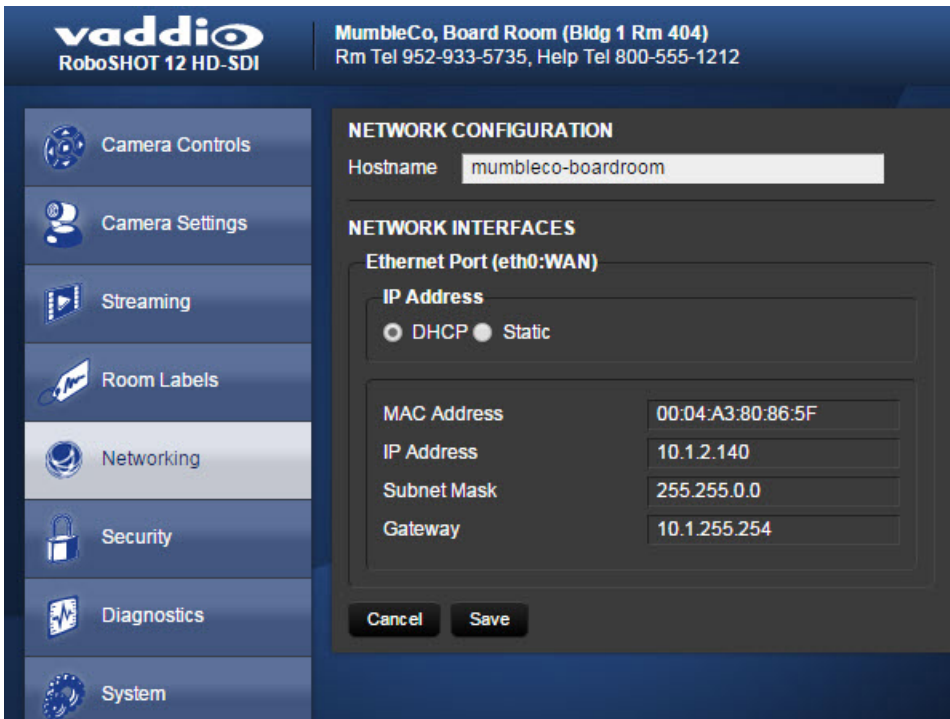 vaddio
RoboSHOT 12 HD-SDI
MumbleCo, Board Room (Bldg 1 Rm 404)
Rm Tel 952-933-5735, Help Tel 800-555-1212
Camera Controls
Camera Settings
Streaming
Room Labels
Networking
Security
Diagnostics
System
NETWORK CONFIGURATION
Hostname mumbleco-boardroom
NETWORK INTERFACES
Ethernet Port (eth0:WAN)
IP Address
DHCP Static
MAC Address 00:04:A3:80:86:5F
IP Address 10.1.2.140
Subnet Mask 255.255.0.0
Gateway 10.1.255.254
Cancel Save